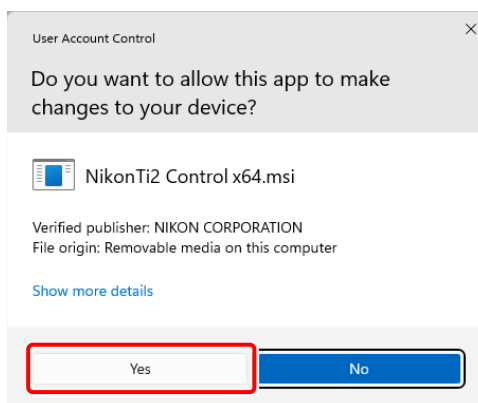 User Account Control
Do you want to allow this app to make
changes to your device?
NikonTi2 Control x64.msi
Verified publisher: NIKON CORPORATION
File origin: Removable media on this computer
Show more details
Yes
No